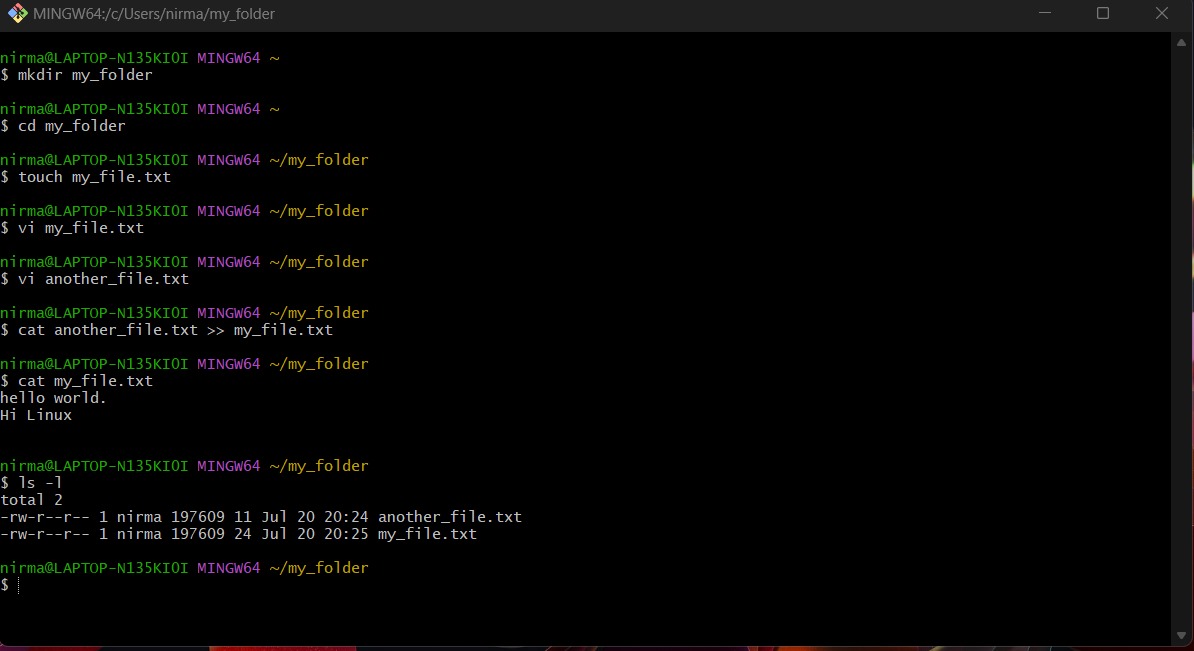 MINGW64:/c/Users/nirma/my_folder
nirma@LAPTOP-N135KIOI MINGW64 ~
$ mkdir my_folder
nirma@LAPTOP-N135KIOI MINGW64 ~
$ cd my_folder
nirma@LAPTOP-N135KIOI MINGW64 ~/my_folder
$ touch my_file.txt
nirma@LAPTOP-N135KIOI MINGW64 ~/my_folder
$ vi my_file.txt
nirma@LAPTOP-N135KIOI MINGW64 ~/my_folder
$ vi another_file.txt
nirma@LAPTOP-N135KIOI MINGW64 ~/my_folder
$ cat another_file.txt >> my_file.txt
nirma@LAPTOP-N135KIOI MINGW64 ~/my_folder
$ cat my_file.txt
hello world.
Hi Linux
nirma@LAPTOP-N135KIOI MINGW64 ~/my_folder
$ ls -l
total 2
-rw-r--r-- 1 nirma 197609 11 Jul 20 20:24 another_file.txt
-rw-r--r-- 1 nirma 197609 24 Jul 20 20:25 my_file.txt
nirma@LAPTOP-N135KIOI MINGW64 ~/my_folder
$